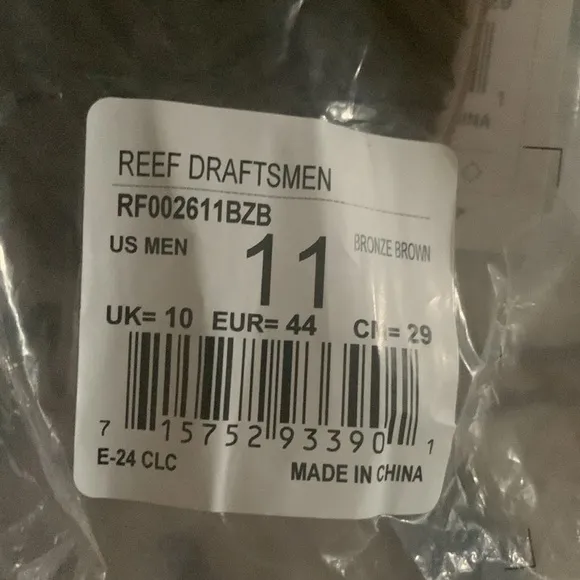 REEF DRAFTSMEN
RF002611BZB
US MEN 11 BRONZE BROWN
UK= 10 EUR= 44 CM= 29
7 15752 93390 1
E-24 CLC MADE IN CHINA